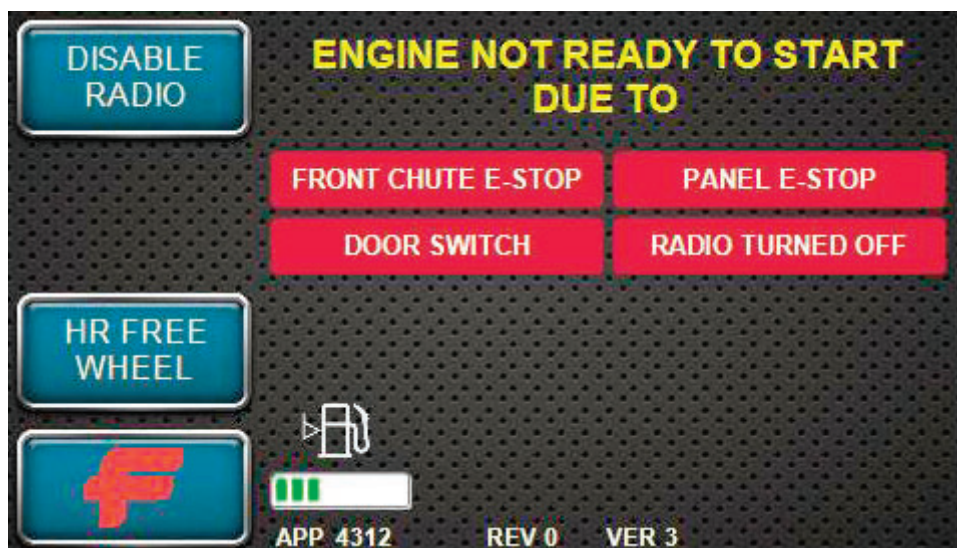 DISABLE
RADIO
ENGINE NOT READY TO START
DUE TO
FRONT CHUTE E-STOP
PANEL E-STOP
DOOR SWITCH
RADIO TURNED OFF
HR FREE
WHEEL
APP 4312 REV 0 VER 3